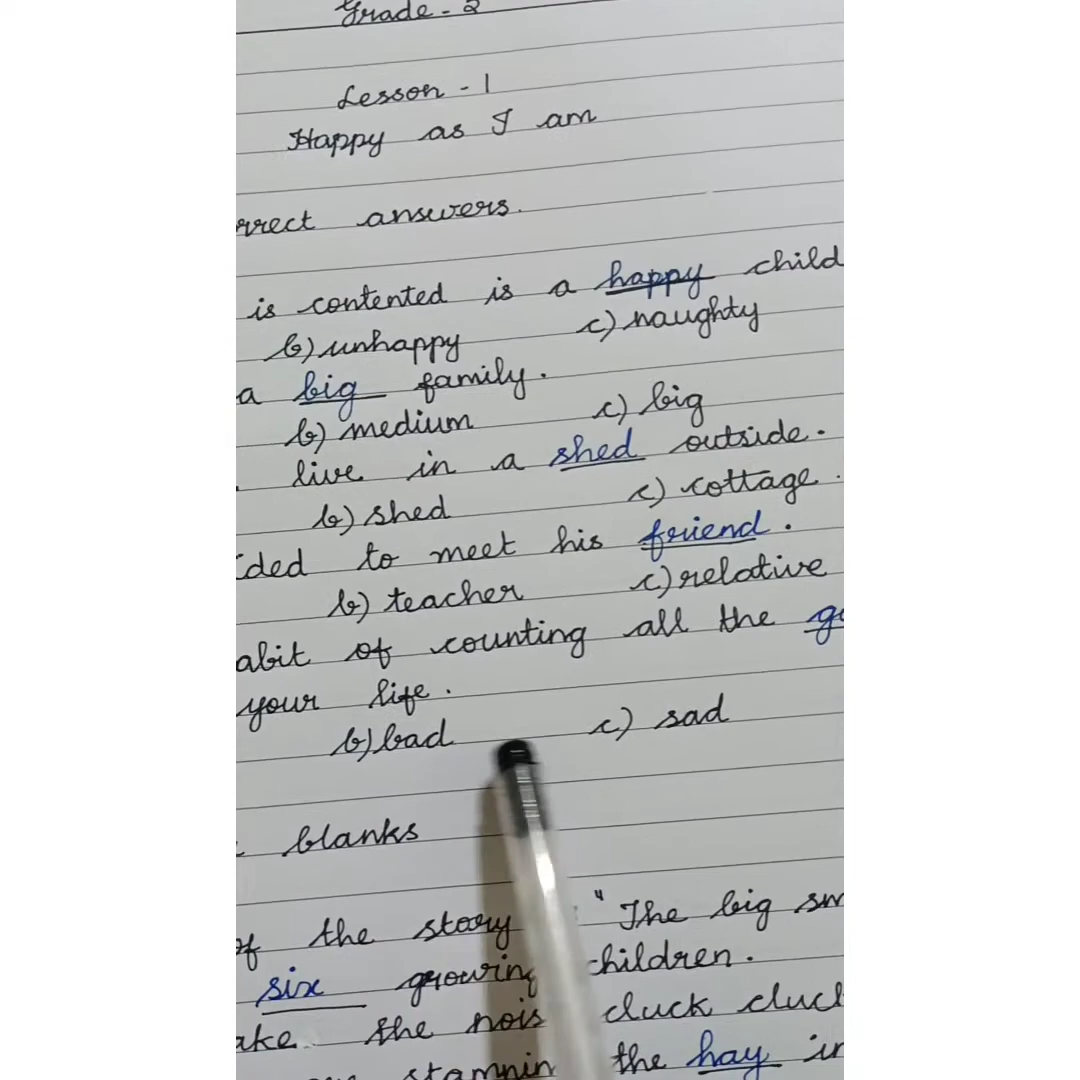 Grade - 2
Lesson - 1
Happy as I am
rrect answers.
is contented is a happy child
b) unhappy c) naughty
a big family.
b) medium c) big
live in a shed outside.
b) shed c) cottage.
ded to meet his friend.
b) teacher c) relative
abit of counting all the g
your life.
b) bad c) sad
blanks
of the story "The big sm
six growing children.
ake the nois cluck cluc
the hay in